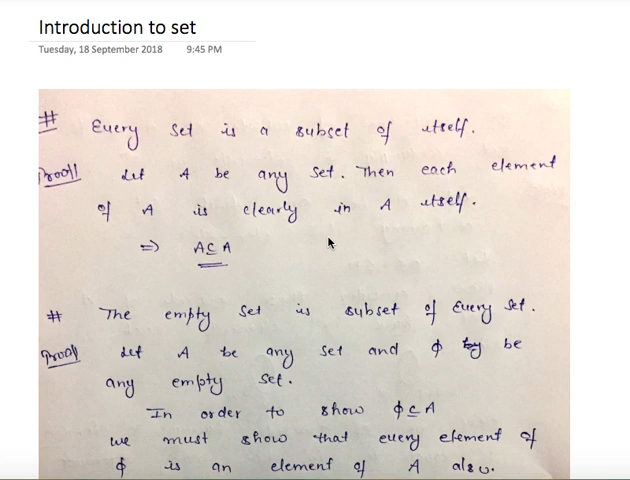 Introduction to set
Tuesday, 18 September 2018 9:45 PM
# Every set is a subset of itself.
Proof! Let A be any set. Then each element
of A is clearly in A itself.
⇒ A⊆A
# The empty set is subset of Every set.
Proof Let A be any set and ϕ be
any empty set.
In order to show ϕ⊆A
we must show that every element of
ϕ is an element of A also.